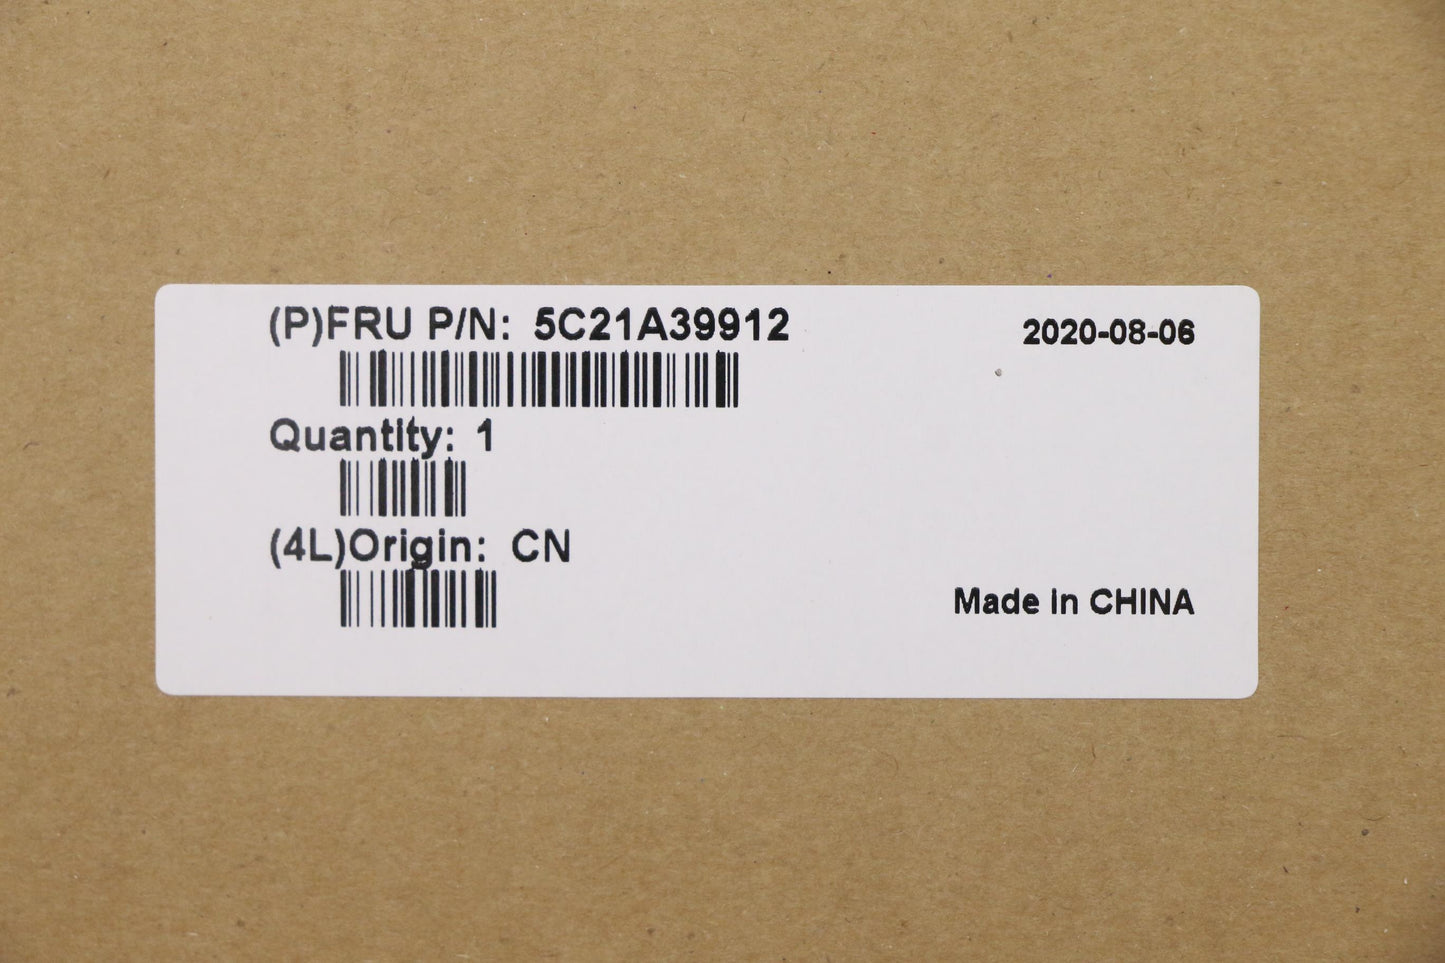 (P)FRU P/N: 5C21A39912
2020-08-06
Quantity: 1
(4L)Origin: CN
Made in CHINA